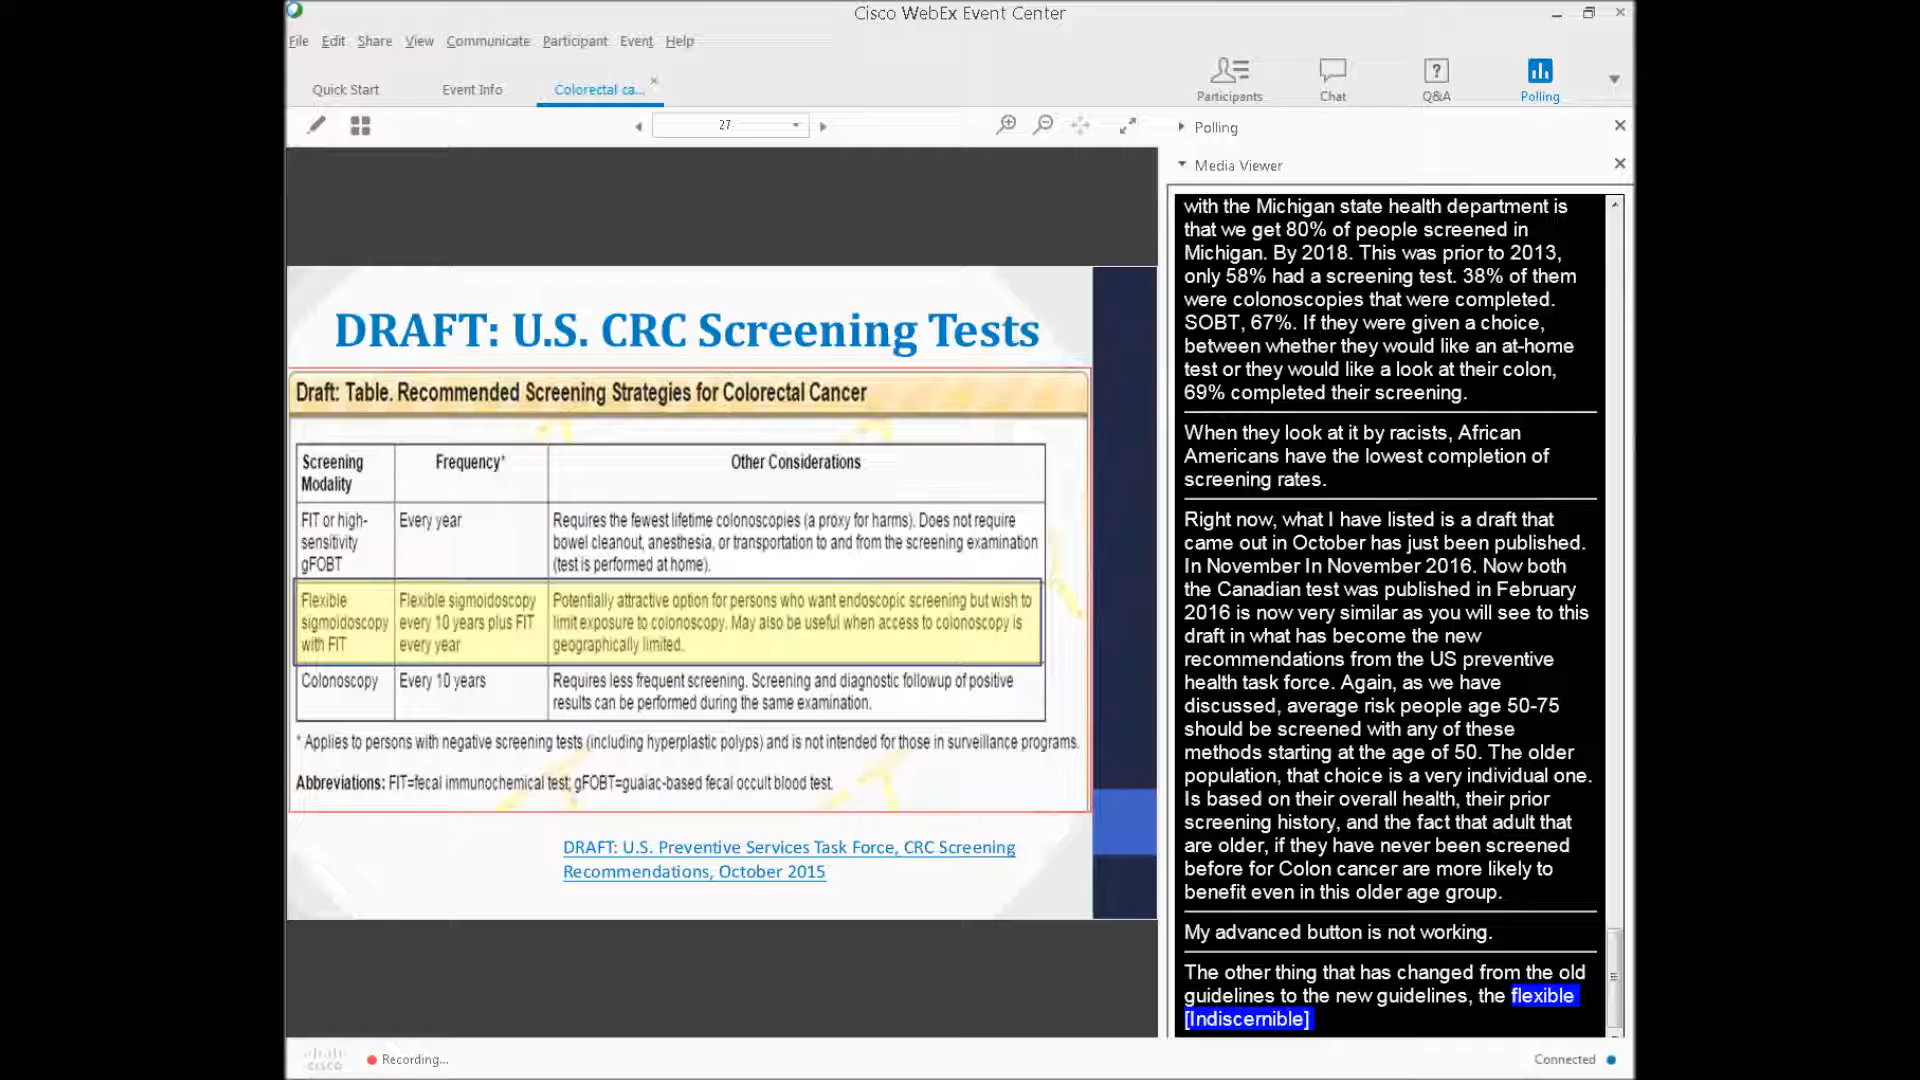 Cisco WebEx Event Center
File Edit Share View Communicate Participant Event Help
Quick Start Event Info Colorectal ca...
Participants Chat Q&A Polling
27
Polling
Media Viewer
DRAFT: U.S. CRC Screening Tests
Draft: Table. Recommended Screening Strategies for Colorectal Cancer
Screening
Modality
Frequency*
Other Considerations
FIT or high-
sensitivity
gFOBT
Every year
Requires the fewest lifetime colonoscopies (a proxy for harms). Does not require
bowel cleanout, anesthesia, or transportation to and from the screening examination
(test is performed at home).
Flexible
sigmoidoscopy
with FIT
Flexible sigmoidoscopy
every 10 years plus FIT
every year
Potentially attractive option for persons who want endoscopic screening but wish to
limit exposure to colonoscopy. May also be useful when access to colonoscopy is
geographically limited.
Colonoscopy
Every 10 years
Requires less frequent screening. Screening and diagnostic followup of positive
results can be performed during the same examination.
* Applies to persons with negative screening tests (including hyperplastic polyps) and is not intended for those in surveillance programs.
Abbreviations: FIT=fecal immunochemical test; gFOBT=guaiac-based fecal occult blood test.
DRAFT: U.S. Preventive Services Task Force, CRC Screening
Recommendations, October 2015
with the Michigan state health department is
that we get 80% of people screened in
Michigan. By 2018. This was prior to 2013,
only 58% had a screening test. 38% of them
were colonoscopies that were completed.
SOBT, 67%. If they were given a choice,
between whether they would like an at-home
test or they would like a look at their colon,
69% completed their screening.
When they look at it by racists, African
Americans have the lowest completion of
screening rates.
Right now, what I have listed is a draft that
came out in October has just been published.
In November In November 2016. Now both
the Canadian test was published in February
2016 is now very similar as you will see to this
draft in what has become the new
recommendations from the US preventive
health task force. Again, as we have
discussed, average risk people age 50-75
should be screened with any of these
methods starting at the age of 50. The older
population, that choice is a very individual one.
Is based on their overall health, their prior
screening history, and the fact that adult that
are older, if they have never been screened
before for Colon cancer are more likely to
benefit even in this older age group.
My advanced button is not working.
The other thing that has changed from the old
guidelines to the new guidelines, the flexible
[Indiscernible]
CISCO
Recording...
Connected